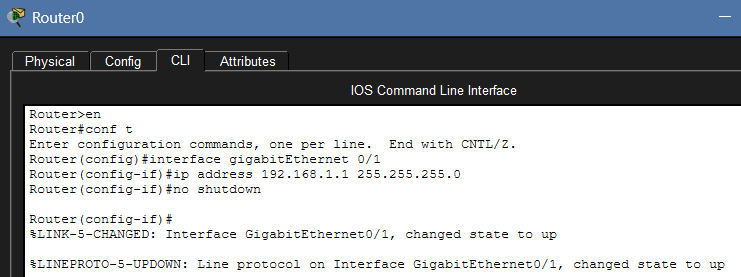 Router0
Physical Config CLI Attributes
IOS Command Line Interface
Router>en
Router#conf t
Enter configuration commands, one per line.  End with CNTL/Z.
Router(config)#interface gigabitEthernet 0/1
Router(config-if)#ip address 192.168.1.1 255.255.255.0
Router(config-if)#no shutdown
Router(config-if)#
%LINK-5-CHANGED: Interface GigabitEthernet0/1, changed state to up
%LINEPROTO-5-UPDOWN: Line protocol on Interface GigabitEthernet0/1, changed state to up